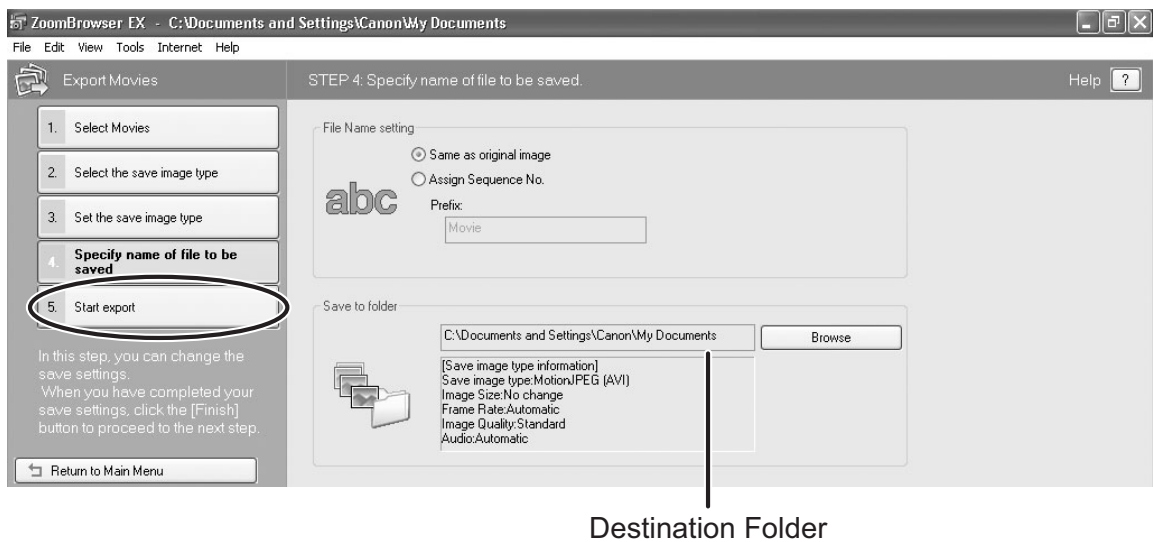 ZoomBrowser EX - C:\Documents and Settings\Canon\My Documents
File Edit View Tools Internet Help
Export Movies
STEP 4: Specify name of file to be saved.
Help ?
1. Select Movies
2. Select the save image type
3. Set the save image type
4. Specify name of file to be
saved
5. Start export
In this step, you can change the
save settings.
When you have completed your
save settings, click the [Finish]
button to proceed to the next step.
Return to Main Menu
File Name setting
abc
Same as original image
Assign Sequence No.
Prefix:
Movie
Save to folder
C:\Documents and Settings\Canon\My Documents
Browse
[Save image type information]
Save image type:MotionJPEG (AVI)
Image Size:No change
Frame Rate:Automatic
Image Quality:Standard
Audio:Automatic
Destination Folder